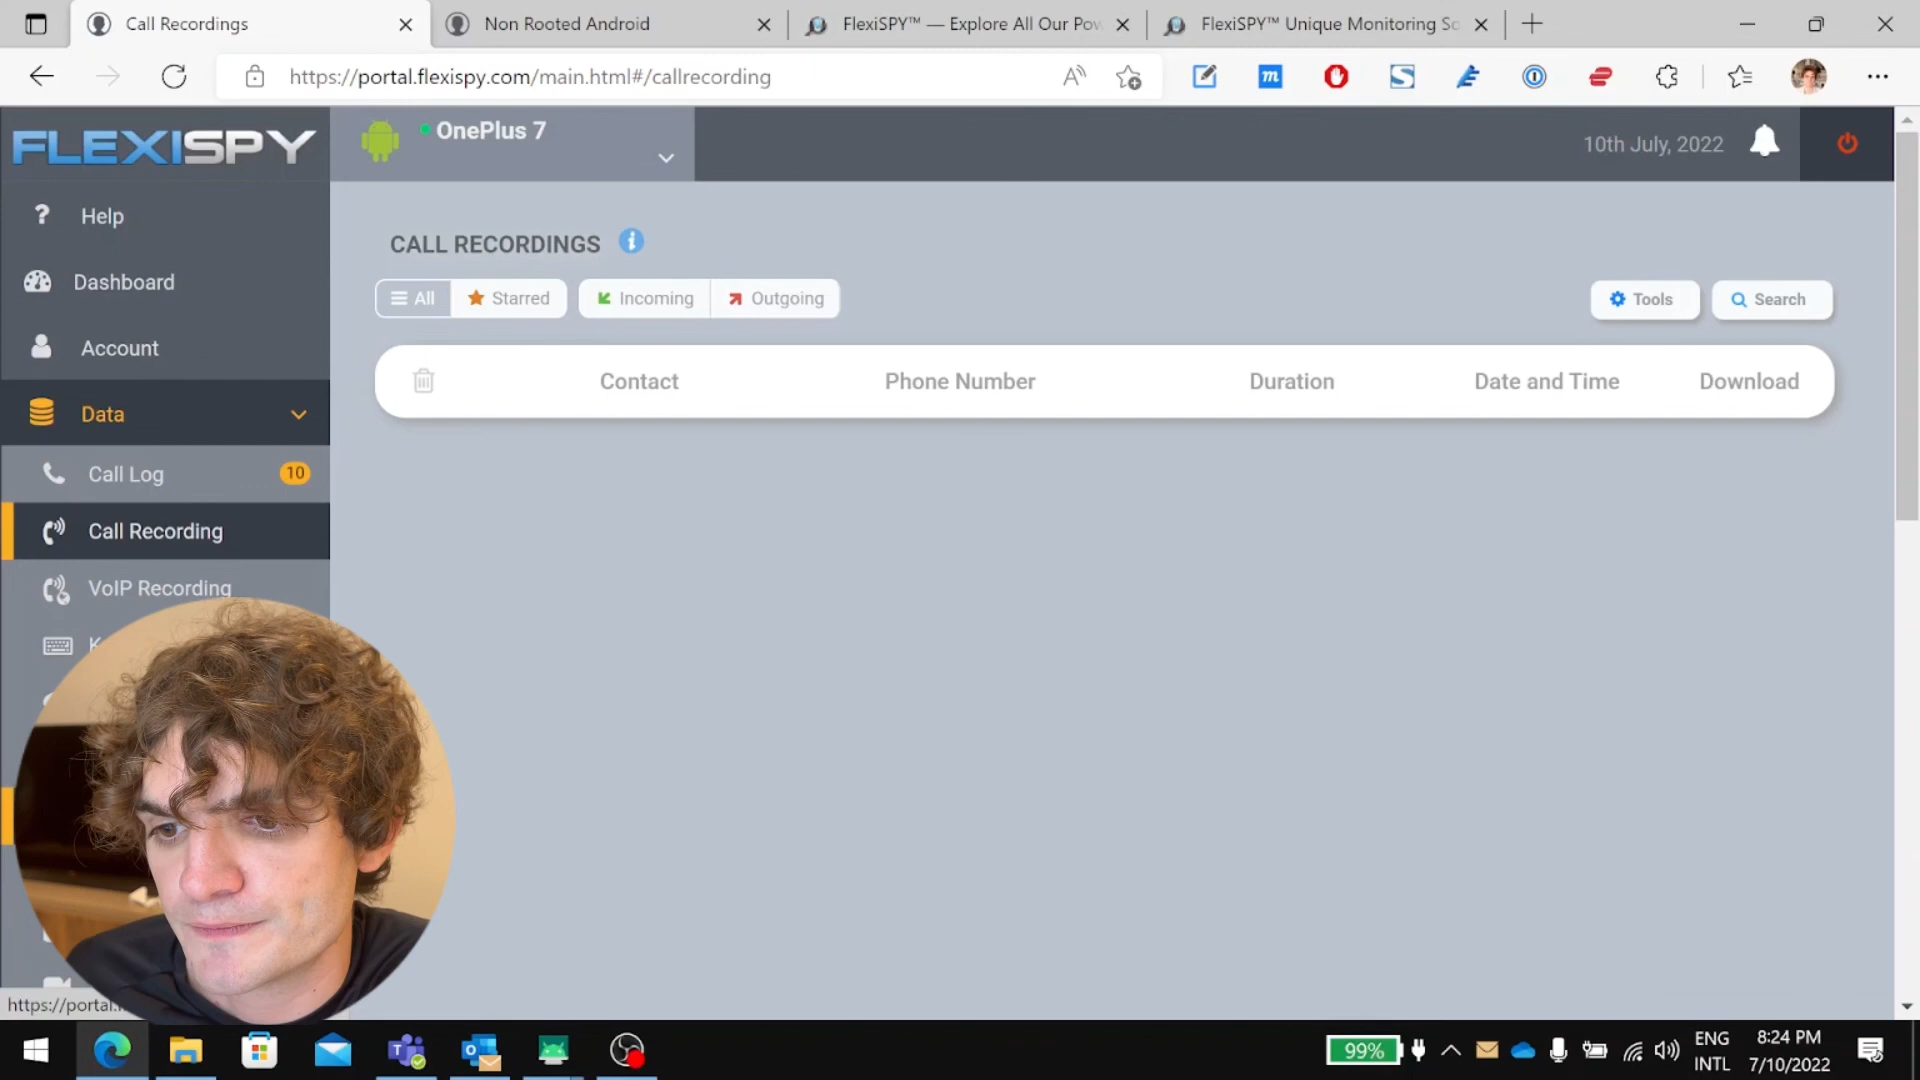 Call Recordings
Non Rooted Android
FlexiSPY™ — Explore All Our Pow
FlexiSPY™ Unique Monitoring So
https://portal.flexispy.com/main.html#/callrecording
FLEXISPY
OnePlus 7
10th July, 2022
Help
Dashboard
Account
Data
Call Log 10
Call Recording
VoIP Recording
CALL RECORDINGS
All
Starred
Incoming
Outgoing
Tools
Search
Contact
Phone Number
Duration
Date and Time
Download
https://portal.
99%
ENG
INTL
8:24 PM
7/10/2022